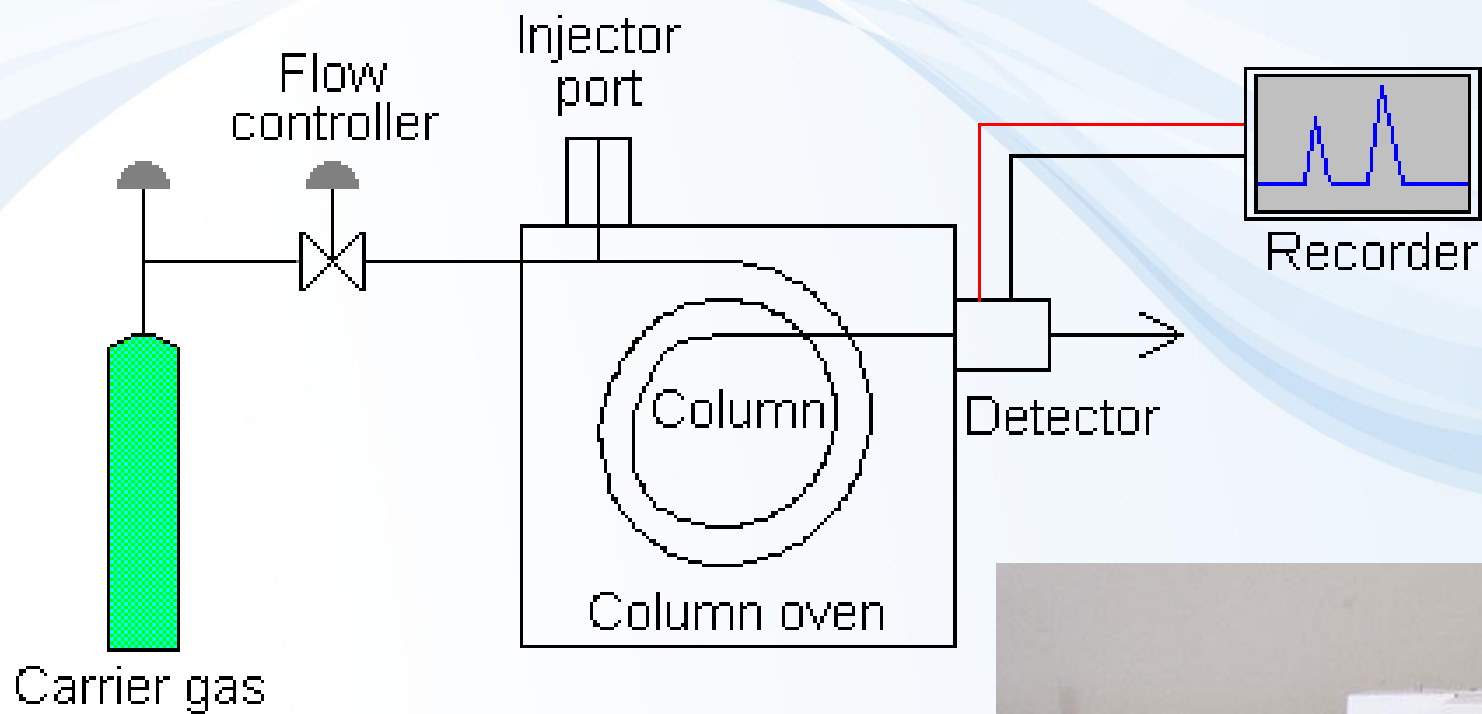 Injector
port
Flow
controller
Recorder
Column
Detector
Column oven
Carrier gas